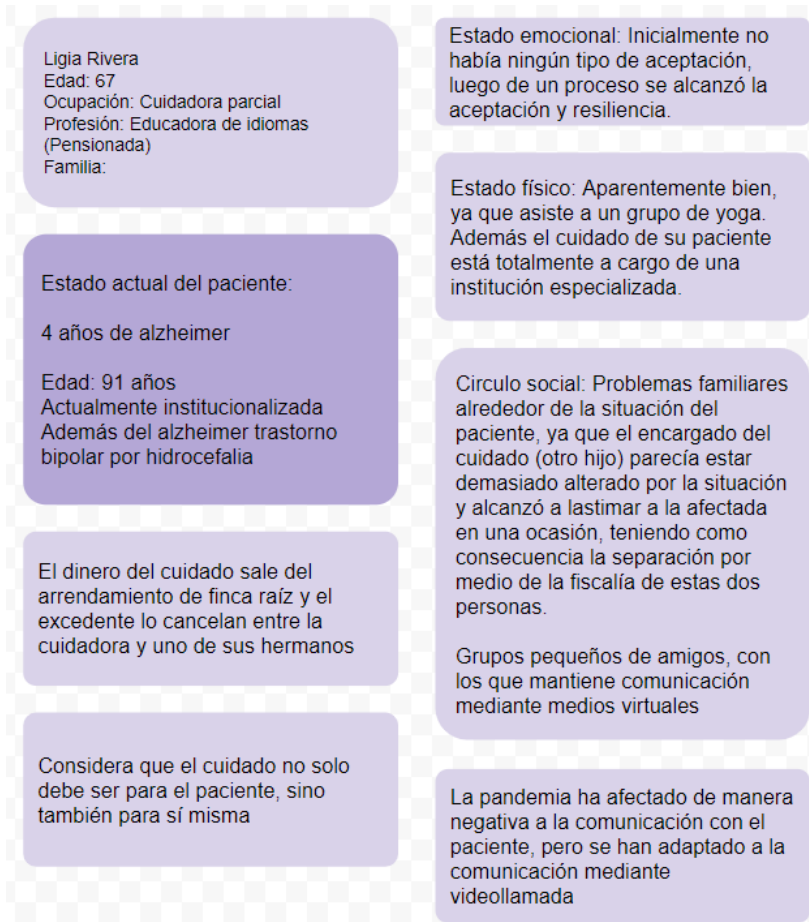 Ligia Rivera
Edad: 67
Ocupación: Cuidadora parcial
Profesión: Educadora de idiomas
(Pensionada)
Familia:
Estado actual del paciente:
4 años de alzheimer
Edad: 91 años
Actualmente institucionalizada
Además del alzheimer trastorno
bipolar por hidrocefalia
El dinero del cuidado sale del
arrendamiento de finca raíz y el
excedente lo cancelan entre la
cuidadora y uno de sus hermanos
Considera que el cuidado no solo
debe ser para el paciente, sino
también para sí misma
Estado emocional: Inicialmente no
había ningún tipo de aceptación,
luego de un proceso se alcanzó la
aceptación y resiliencia.
Estado físico: Aparentemente bien,
ya que asiste a un grupo de yoga.
Además el cuidado de su paciente
está totalmente a cargo de una
institución especializada.
Circulo social: Problemas familiares
alrededor de la situación del
paciente, ya que el encargado del
cuidado (otro hijo) parecía estar
demasiado alterado por la situación
y alcanzó a lastimar a la afectada
en una ocasión, teniendo como
consecuencia la separación por
medio de la fiscalía de estas dos
personas.
Grupos pequeños de amigos, con
los que mantiene comunicación
mediante medios virtuales
La pandemia ha afectado de manera
negativa a la comunicación con el
paciente, pero se han adaptado a la
comunicación mediante
videollamada